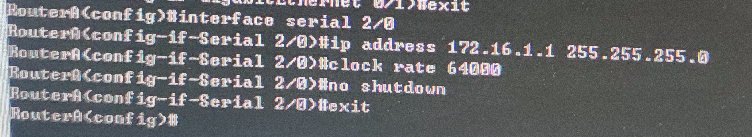 GigabitEthernet 0/1)#exit
RouterA(config)#interface serial 2/0
RouterA(config-if-Serial 2/0)#ip address 172.16.1.1 255.255.255.0
RouterA(config-if-Serial 2/0)#clock rate 64000
RouterA(config-if-Serial 2/0)#no shutdown
RouterA(config-if-Serial 2/0)#exit
RouterA(config)#